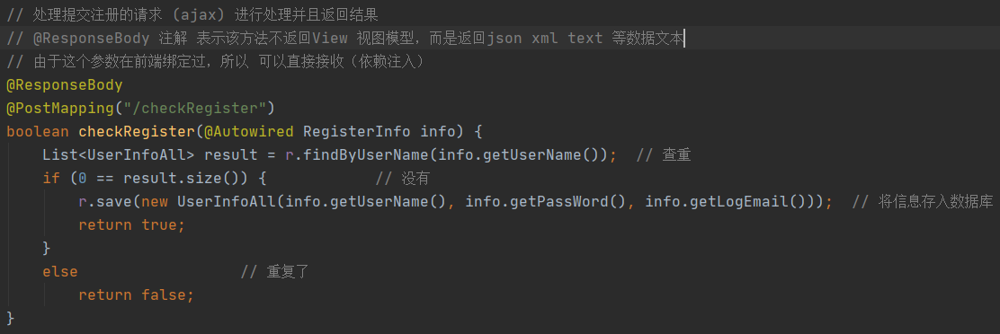 // 处理提交注册的请求 (ajax) 进行处理并且返回结果
// @ResponseBody 注解 表示该方法不返回View 视图模型，而是返回json xml text 等数据文本
// 由于这个参数在前端绑定过，所以 可以直接接收（依赖注入）
@ResponseBody
@PostMapping("/checkRegister")
boolean checkRegister(@Autowired RegisterInfo info) {
    List<UserInfoAll> result = r.findByUserName(info.getUserName());  // 查重
    if (0 == result.size()) {            // 没有
        r.save(new UserInfoAll(info.getUserName(), info.getPassWord(), info.getLogEmail()));  // 将信息存入数据库
        return true;
    }
    else                  // 重复了
        return false;
}